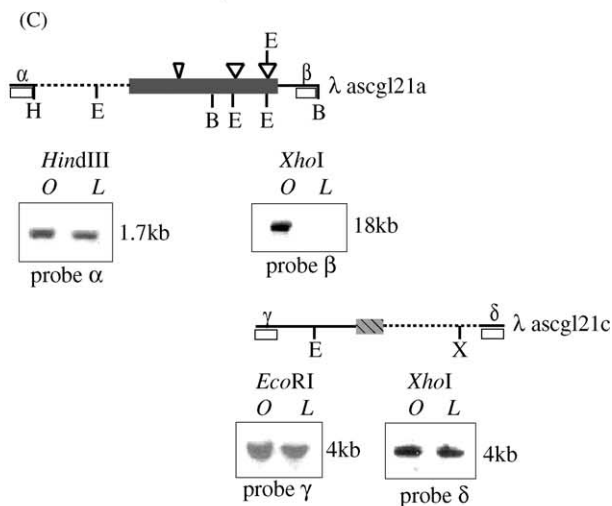 (C)
E
α β
λ ascgl21a
H E B E E B
HindIII XhoI
O L O L
1.7kb 18kb
probe α probe β
γ δ
λ ascgl21c
E X
EcoRI XhoI
O L O L
4kb 4kb
probe γ probe δ